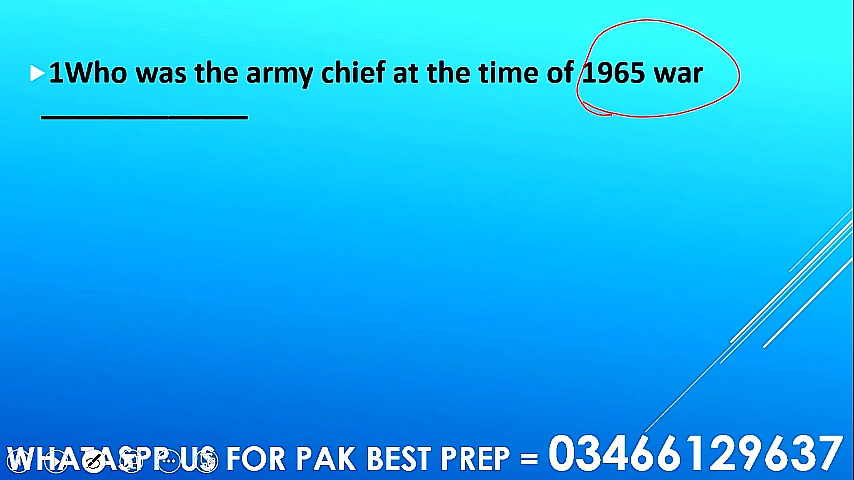 1Who was the army chief at the time of 1965 war
WHATASPP US FOR PAK BEST PREP = 03466129637